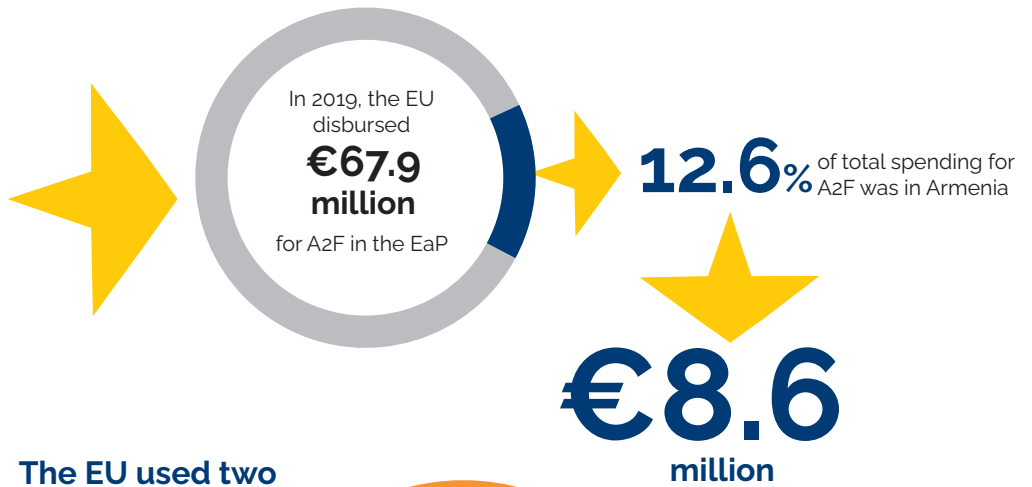 In 2019, the EU
disbursed
€67.9
million
for A2F in the EaP
12.6% of total spending for
A2F was in Armenia
€8.6
million
The EU used two